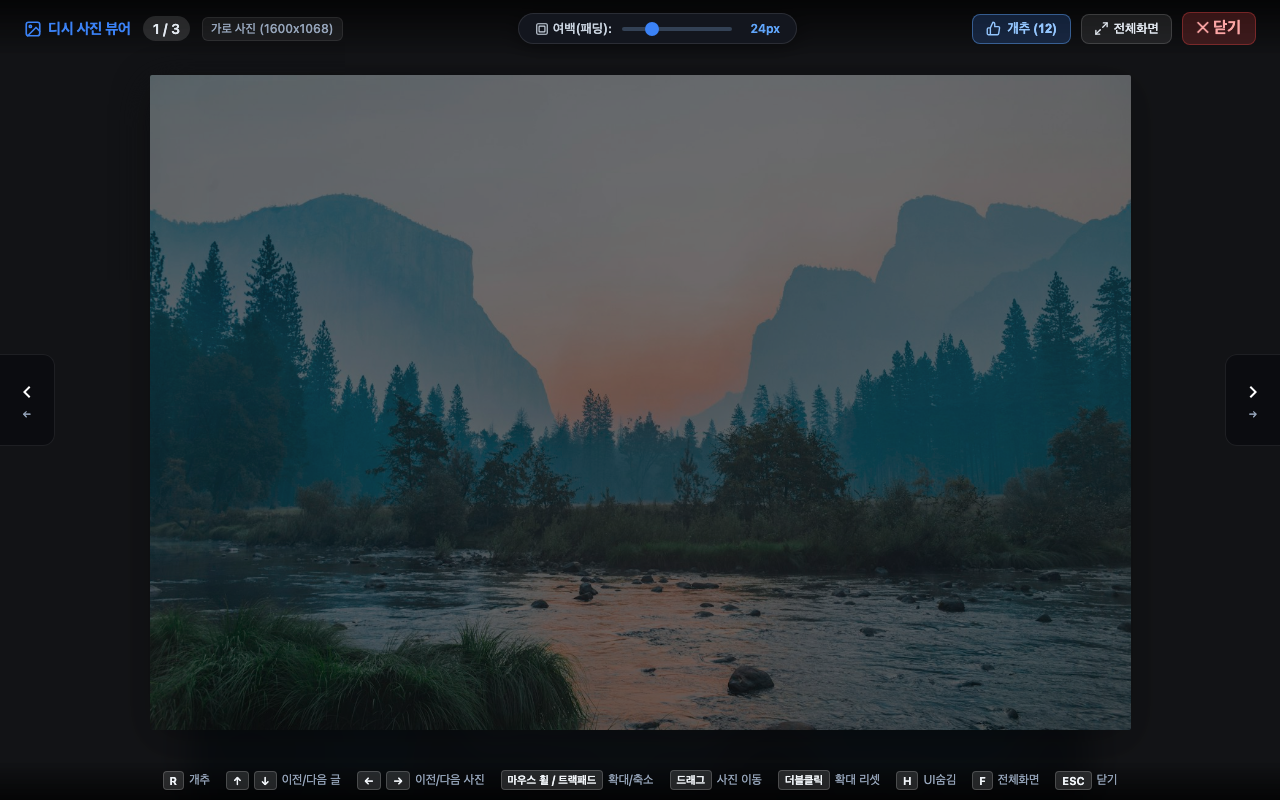 디시 사진 뷰어
1 / 3
가로 사진 (1600x1068)
여백(패딩):
24px
개추 (12)
전체화면
닫기
R 개추 ↑ ↓ 이전/다음 글 ← → 이전/다음 사진 마우스 휠 / 트랙패드 확대/축소 드래그 사진 이동 더블클릭 확대 리셋 H UI숨김 F 전체화면 ESC 닫기